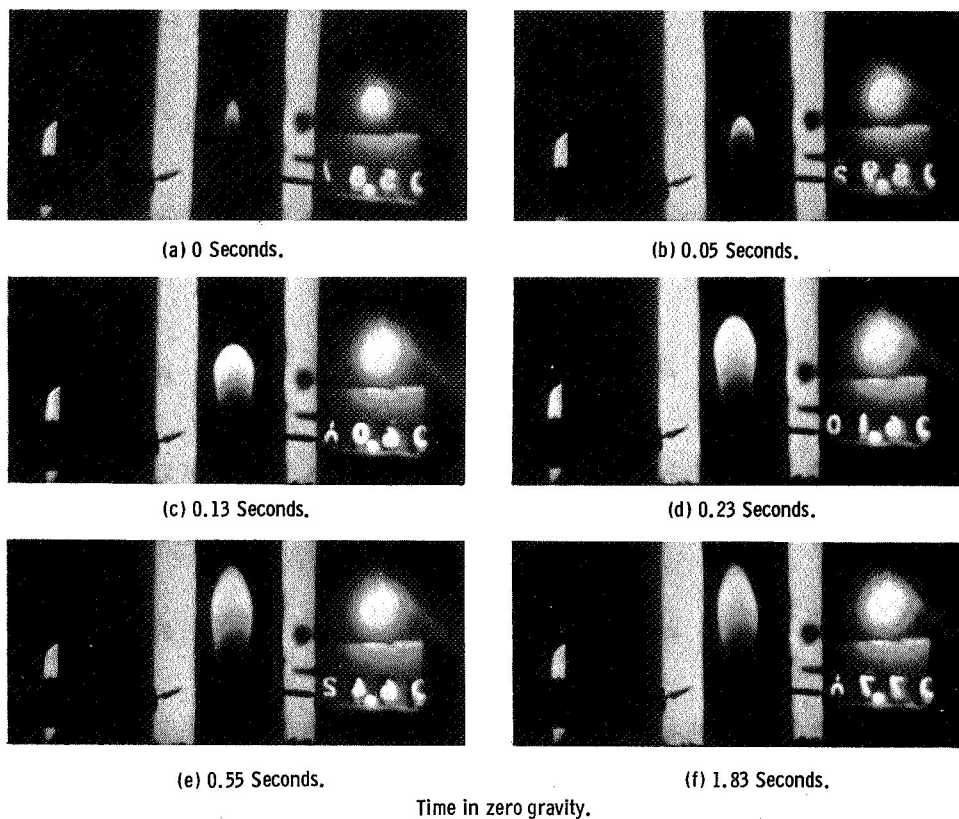 (a) 0 Seconds.
(b) 0.05 Seconds.
(c) 0.13 Seconds.
(d) 0.23 Seconds.
(e) 0.55 Seconds.
(f) 1.83 Seconds.
Time in zero gravity.